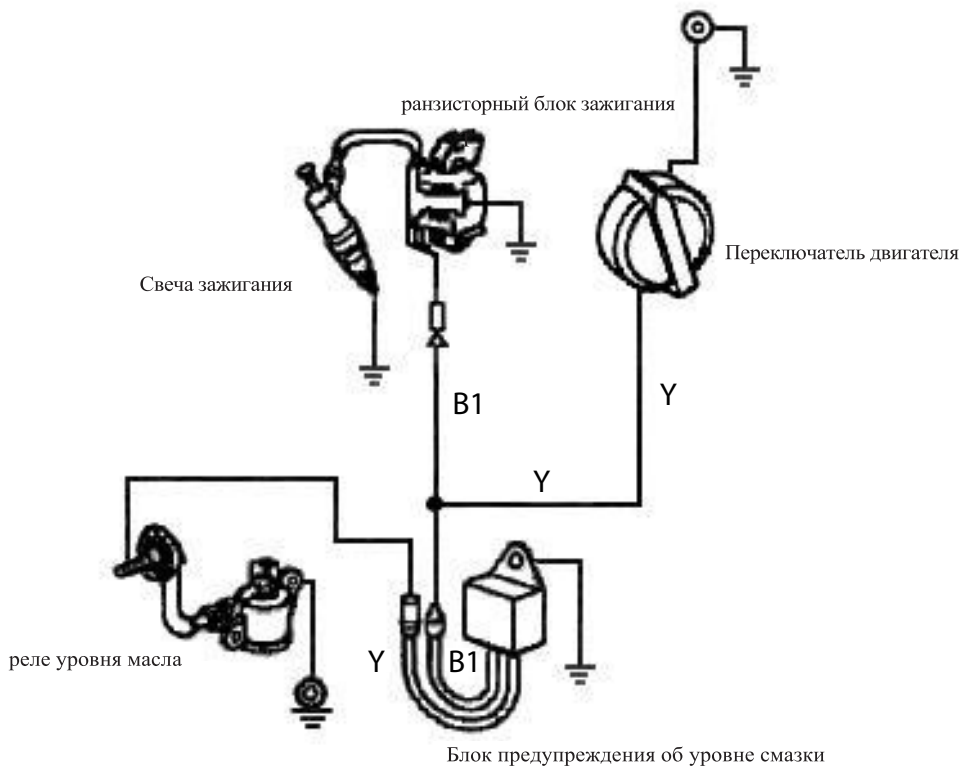 ранзисторный блок зажигания
Переключатель двигателя
Свеча зажигания
Y
B1
Y
реле уровня масла
Y
B1
Блок предупреждения об уровне смазки